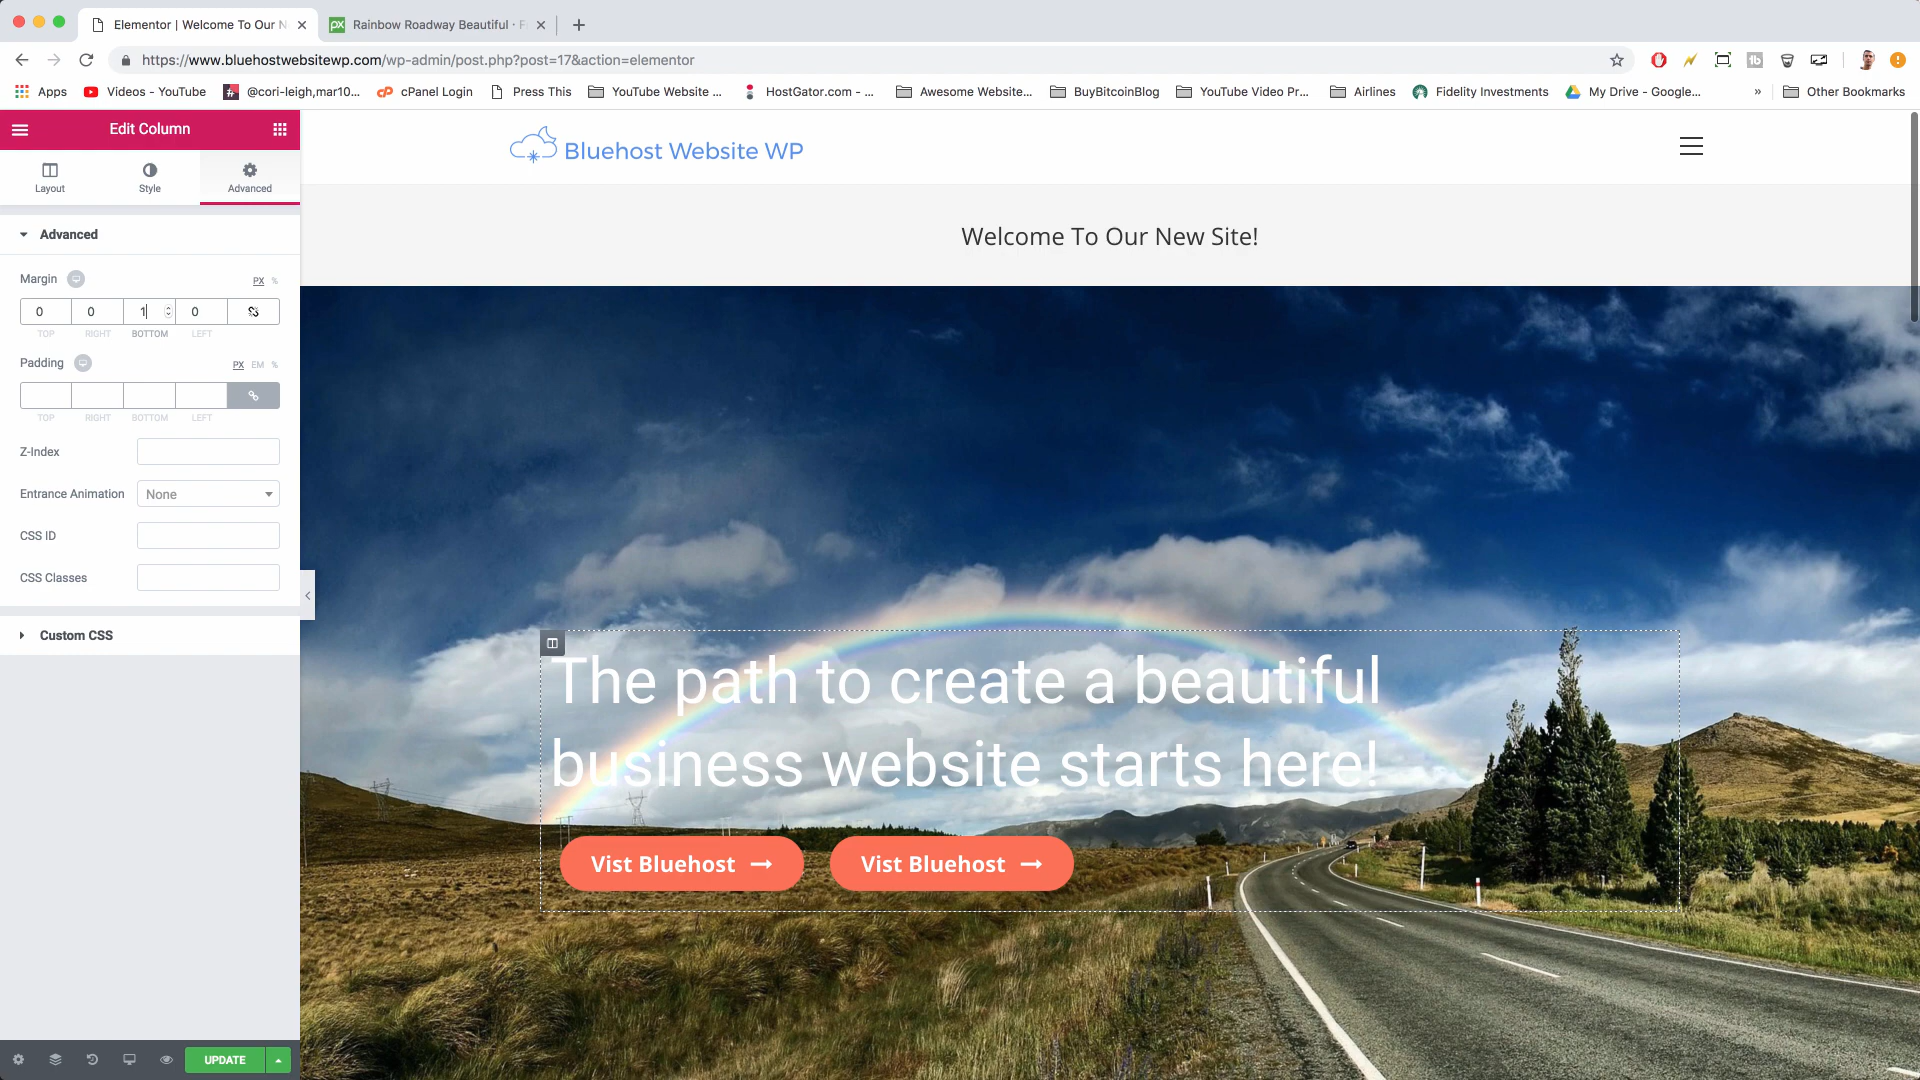 Elementor | Welcome To Our N
Rainbow Roadway Beautiful · F
https://www.bluehostwebsitewp.com/wp-admin/post.php?post=17&action=elementor
Apps
Videos - YouTube
@cori-leigh,mar10...
cPanel Login
Press This
YouTube Website ...
HostGator.com - ...
Awesome Website...
BuyBitcoinBlog
YouTube Video Pr...
Airlines
Fidelity Investments
My Drive - Google...
»
Other Bookmarks
Edit Column
Bluehost Website WP
Layout
Style
Advanced
Welcome To Our New Site!
Advanced
Margin
PX %
0 0 1 0
TOP RIGHT BOTTOM LEFT
Padding
PX EM %
TOP RIGHT BOTTOM LEFT
Z-Index
Entrance Animation
None
CSS ID
CSS Classes
Custom CSS
The path to create a beautiful
business website starts here!
Vist Bluehost
Vist Bluehost
UPDATE